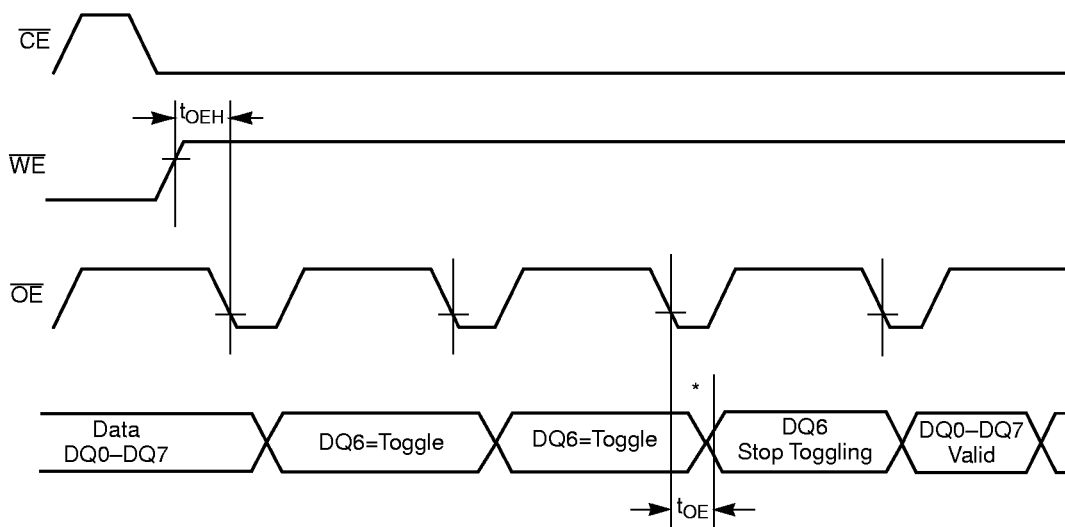 CE
tOEH
WE
OE
*
Data
DQ0–DQ7
DQ6=Toggle
DQ6=Toggle
DQ6
Stop Toggling
DQ0–DQ7
Valid
tOE